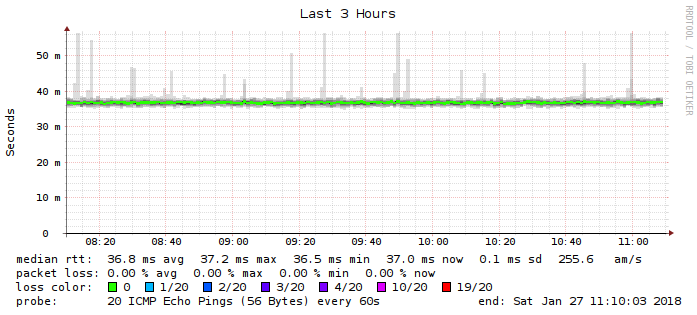 Last 3 Hours
RRDTOOL / TOBI OETIKER
Seconds
50 m
40 m
30 m
20 m
10 m
0
08:20 08:40 09:00 09:20 09:40 10:00 10:20 10:40 11:00
median rtt: 36.8 ms avg 37.2 ms max 36.5 ms min 37.0 ms now 0.1 ms sd 255.6 am/s
packet loss: 0.00 % avg 0.00 % max 0.00 % min 0.00 % now
loss color: 0 1/20 2/20 3/20 4/20 10/20 19/20
probe: 20 ICMP Echo Pings (56 Bytes) every 60s end: Sat Jan 27 11:10:03 2018